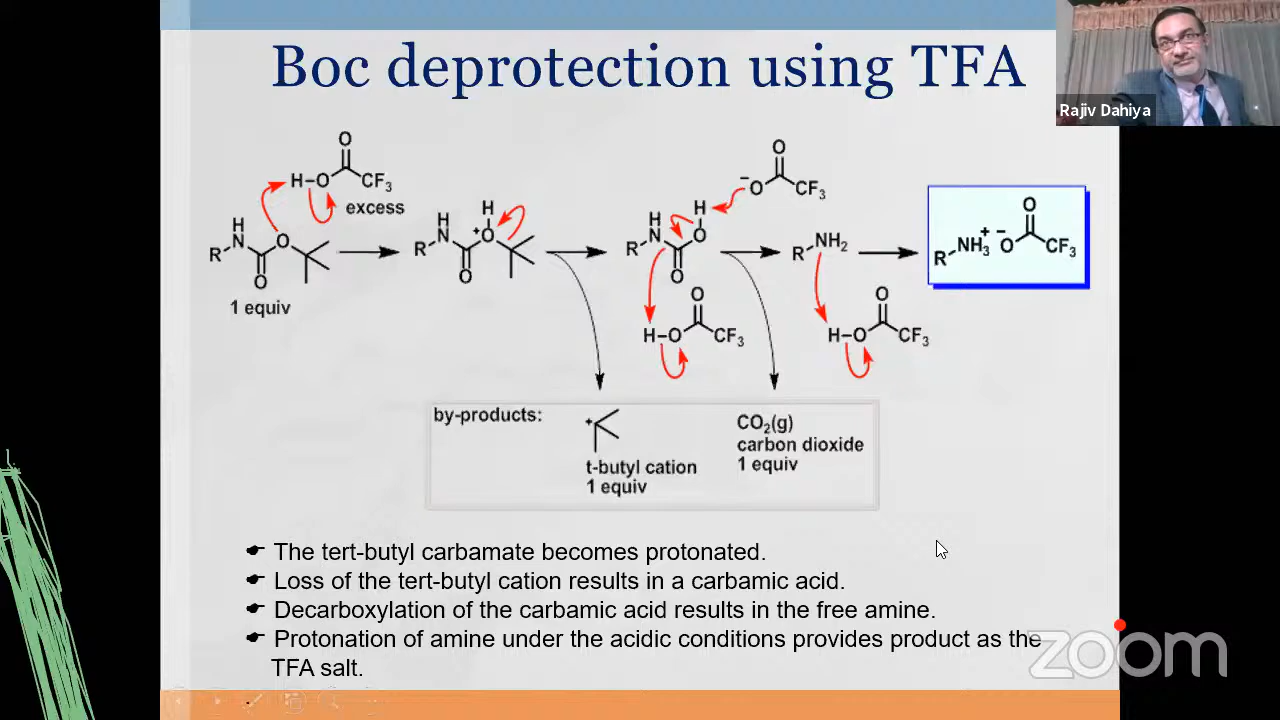 Boc deprotection using TFA
Rajiv Dahiya
O
H-O CF3
excess
H
N
R O
O
1 equiv
H
N H
R +O
O
H
N H
R O
O
O
-O CF3
O
H-O CF3
R NH2
O
H-O CF3
R NH3 + -O CF3
O
by-products:
+
t-butyl cation
1 equiv
CO2(g)
carbon dioxide
1 equiv
☛ The tert-butyl carbamate becomes protonated.
☛ Loss of the tert-butyl cation results in a carbamic acid.
☛ Decarboxylation of the carbamic acid results in the free amine.
☛ Protonation of amine under the acidic conditions provides product as the
TFA salt.
zoom